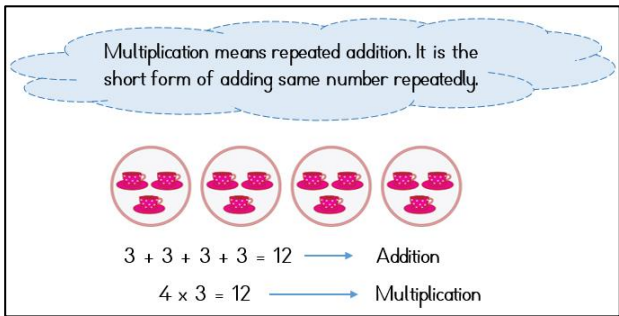 Multiplication means repeated addition. It is the
short form of adding same number repeatedly.
3 + 3 + 3 + 3 = 12 → Addition
4 x 3 = 12 → Multiplication